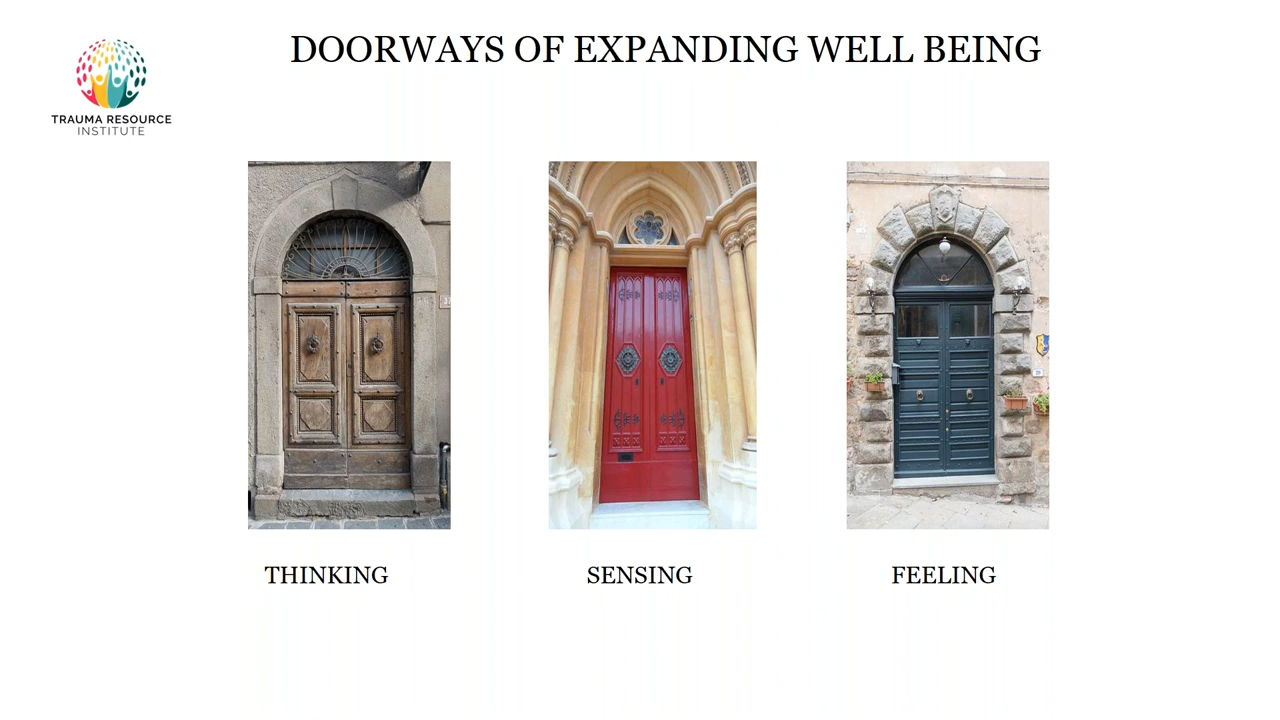 DOORWAYS OF EXPANDING WELL BEING
TRAUMA RESOURCE
INSTITUTE
THINKING
SENSING
FEELING